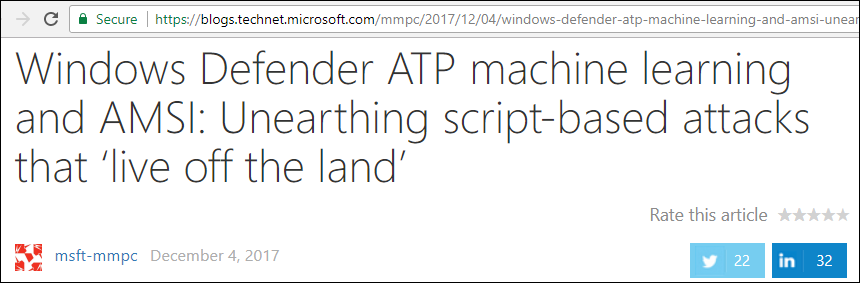 Secure https://blogs.technet.microsoft.com/mmpc/2017/12/04/windows-defender-atp-machine-learning-and-amsi-unear
Windows Defender ATP machine learning
and AMSI: Unearthing script-based attacks
that ‘live off the land’
Rate this article
msft-mmpc December 4, 2017 22 in 32